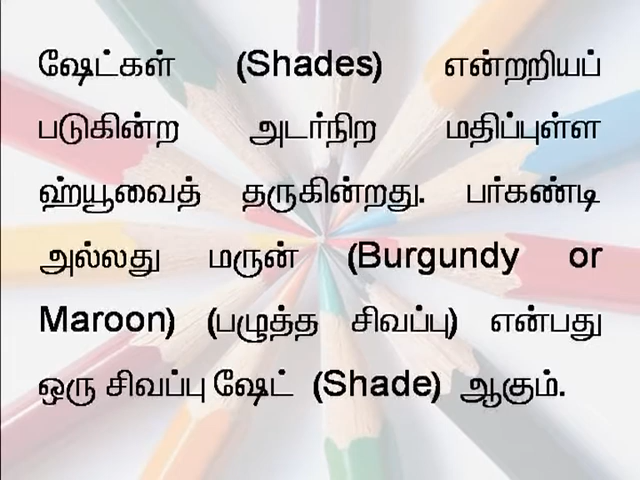 ஷேட்கள் (Shades) என்றறியப்
படுகின்ற அடர்நிற மதிப்புள்ள
ஹ்யூவைத் தருகின்றது. பர்கண்டி
அல்லது மருன் (Burgundy or
Maroon) (பழுத்த சிவப்பு) என்பது
ஒரு சிவப்பு ஷேட் (Shade) ஆகும்.